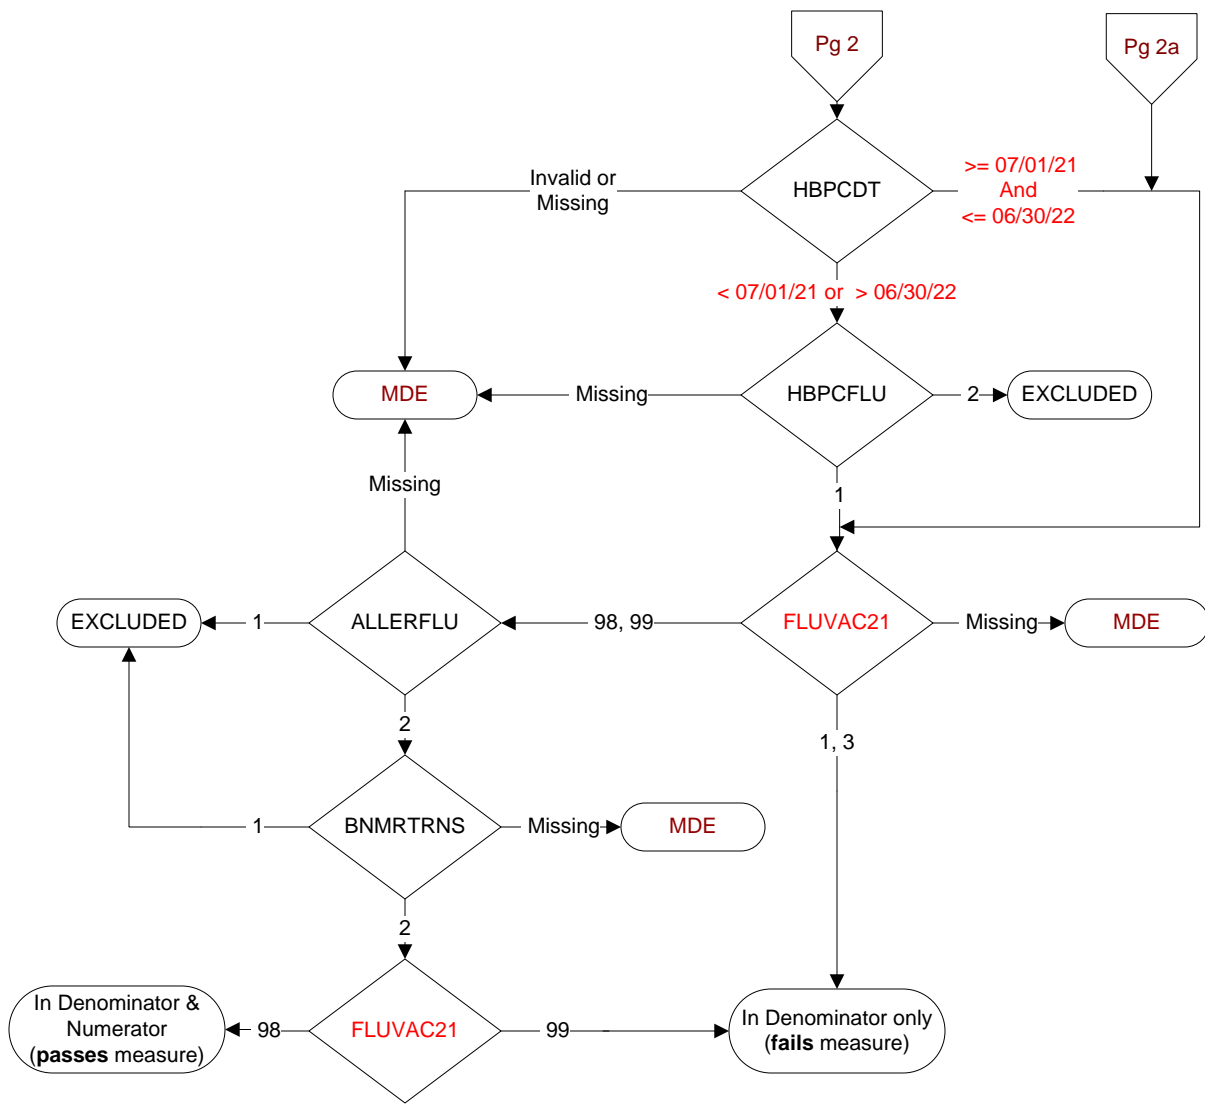 Pg 2
Pg 2a
Invalid or
Missing
HBPCDT
>= 07/01/21
And
<= 06/30/22
< 07/01/21 or  > 06/30/22
MDE
Missing
HBPCFLU
2
EXCLUDED
Missing
1
EXCLUDED
1
ALLERFLU
98, 99
FLUVAC21
Missing
MDE
2
1, 3
1
BNMRTRNS
Missing
MDE
2
In Denominator &
Numerator
(passes measure)
98
FLUVAC21
99
In Denominator only
(fails measure)